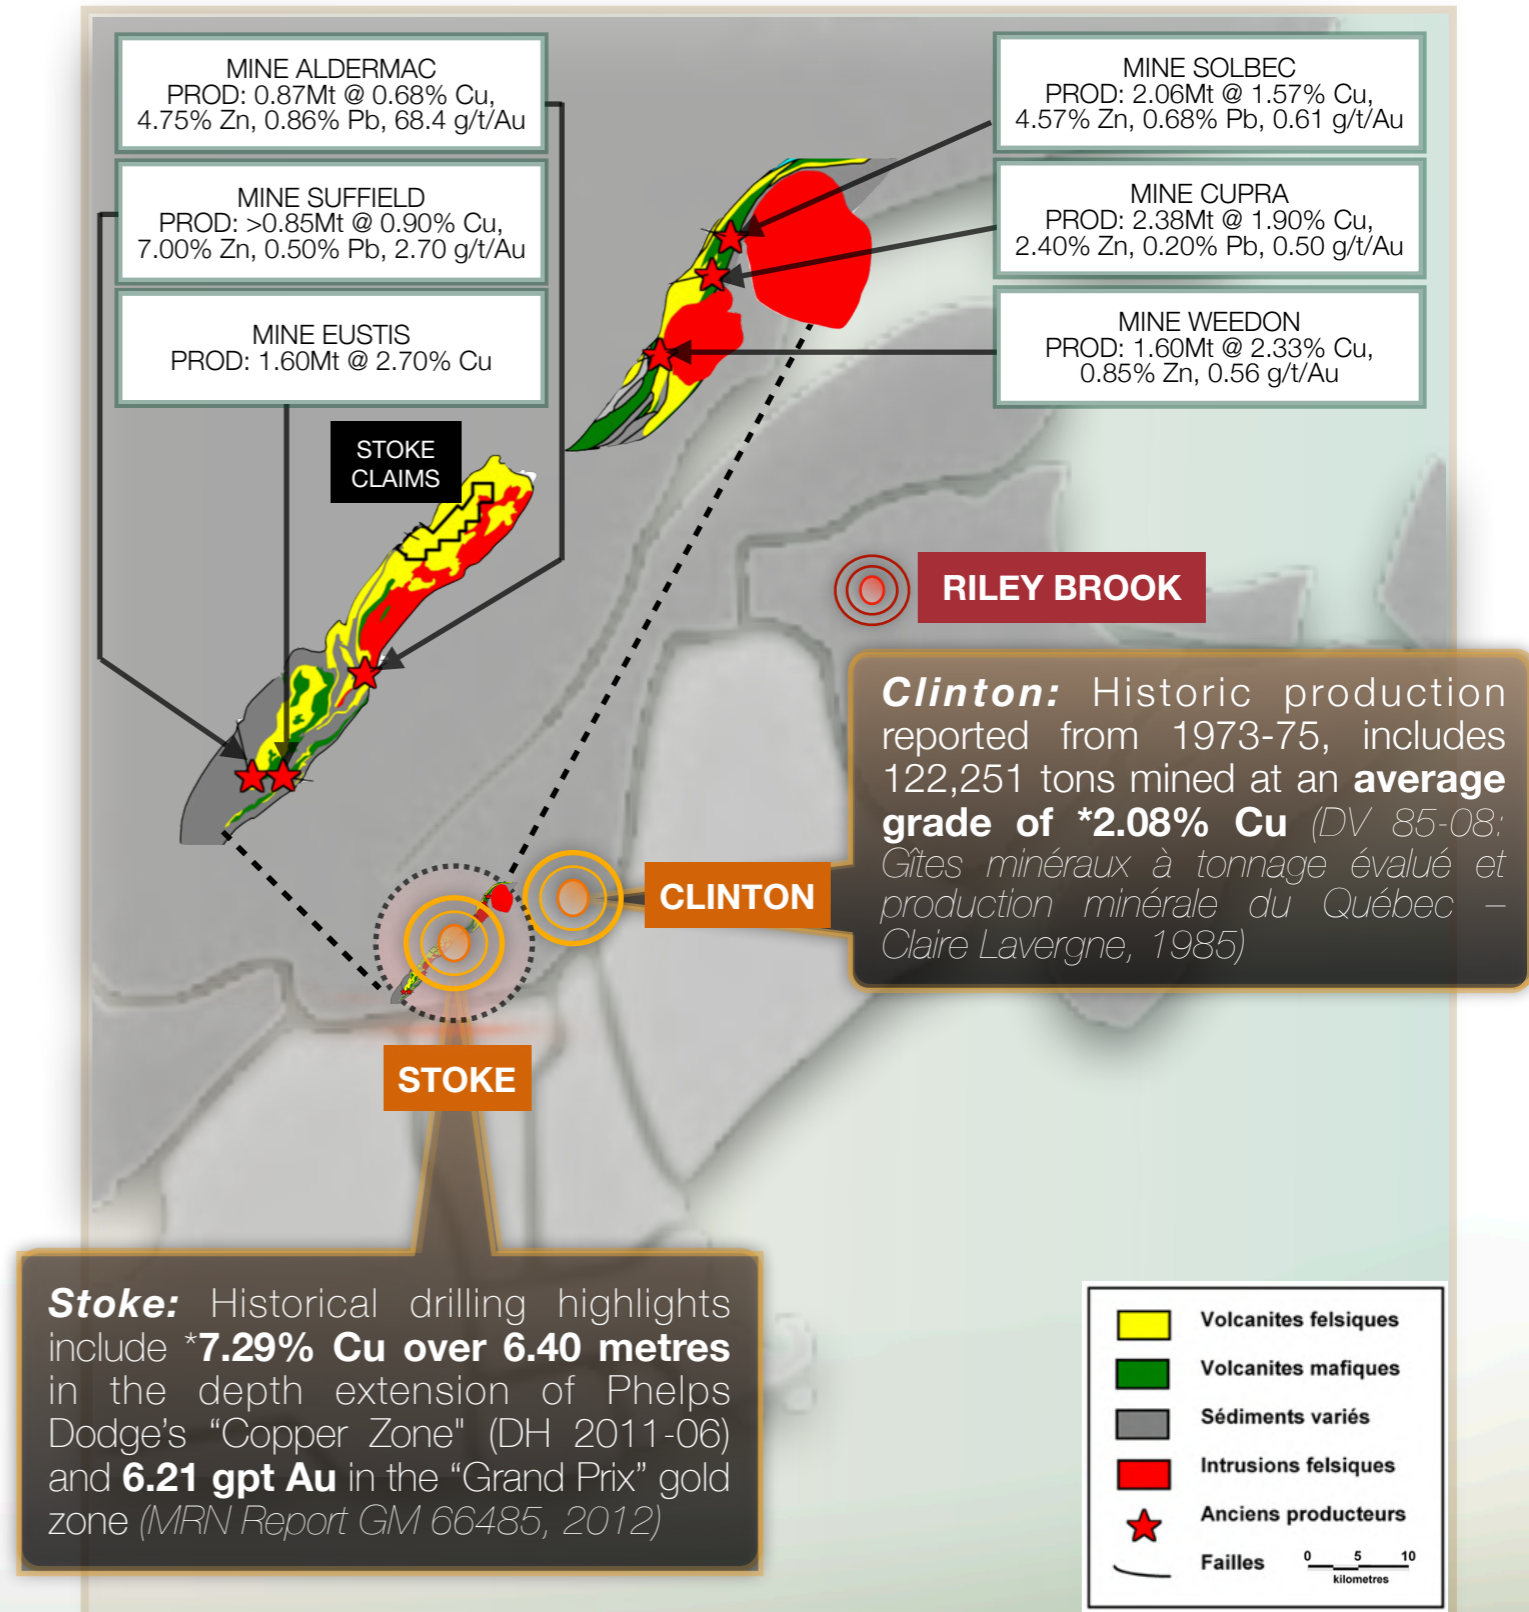 MINE ALDERMAC
PROD: 0.87Mt @ 0.68% Cu,
4.75% Zn, 0.86% Pb, 68.4 g/t/Au
MINE SUFFIELD
PROD: >0.85Mt @ 0.90% Cu,
7.00% Zn, 0.50% Pb, 2.70 g/t/Au
MINE EUSTIS
PROD: 1.60Mt @ 2.70% Cu
MINE SOLBEC
PROD: 2.06Mt @ 1.57% Cu,
4.57% Zn, 0.68% Pb, 0.61 g/t/Au
MINE CUPRA
PROD: 2.38Mt @ 1.90% Cu,
2.40% Zn, 0.20% Pb, 0.50 g/t/Au
MINE WEEDON
PROD: 1.60Mt @ 2.33% Cu,
0.85% Zn, 0.56 g/t/Au
STOKE
CLAIMS
RILEY BROOK
Clinton: Historic production
reported from 1973-75, includes
122,251 tons mined at an average
grade of *2.08% Cu (DV 85-08:
Gîtes minéraux à tonnage évalué et
production minérale du Québec –
Claire Lavergne, 1985)
CLINTON
STOKE
Stoke: Historical drilling highlights
include *7.29% Cu over 6.40 metres
in the depth extension of Phelps
Dodge's “Copper Zone" (DH 2011-06)
and 6.21 gpt Au in the “Grand Prix” gold
zone (MRN Report GM 66485, 2012)
Volcanites felsiques
Volcanites mafiques
Sédiments variés
Intrusions felsiques
Anciens producteurs
Failles
0 5 10
kilometres